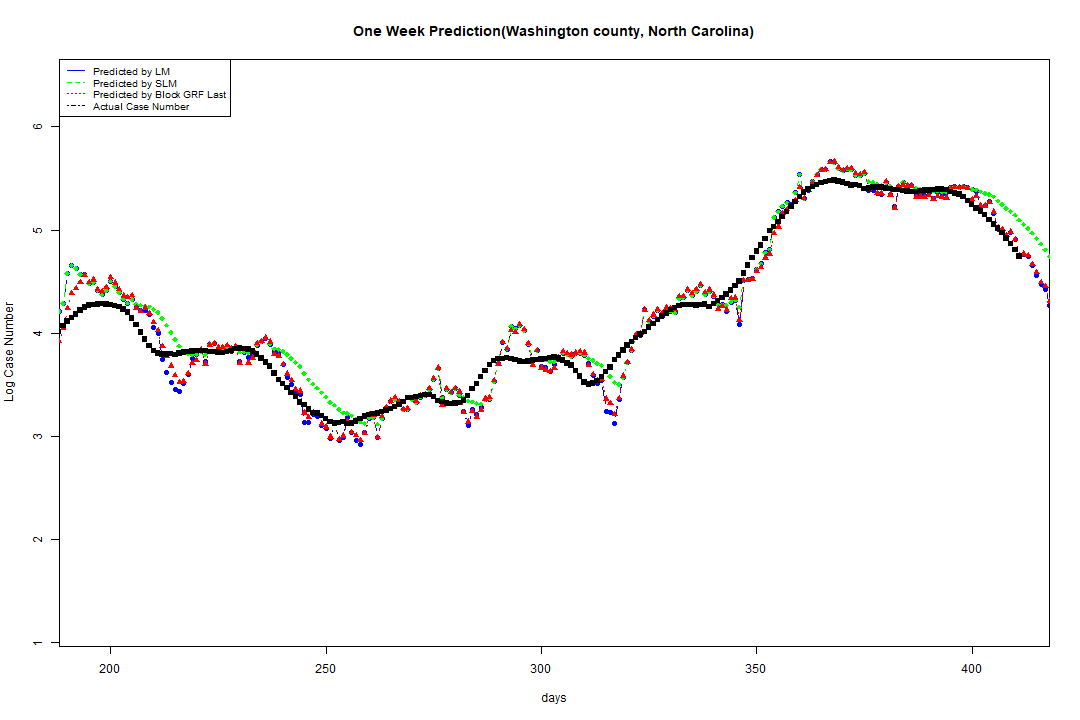 One Week Prediction(Washington county, North Carolina)
Predicted by LM
Predicted by SLM
Predicted by Block GRF Last
Actual Case Number
6
5
4
3
2
1
Log Case Number
200 250 300 350 400
days